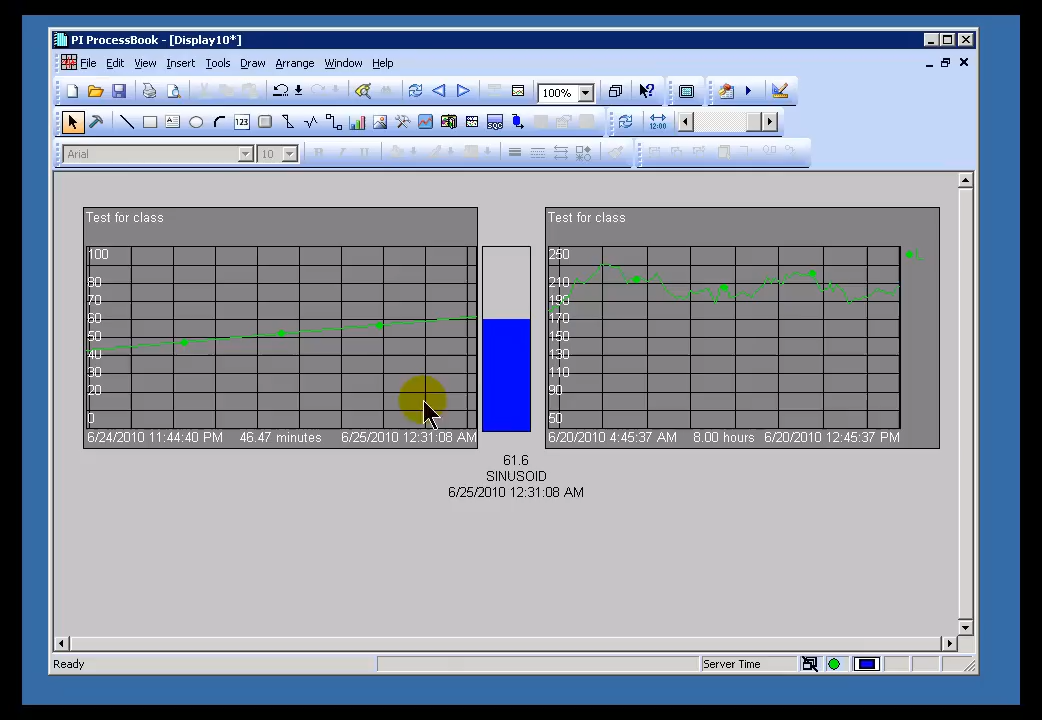 PI ProcessBook - [Display10*]
File Edit View Insert Tools Draw Arrange Window Help
100%
123
12:00
SQC
Arial 10 B I U
Test for class
100
80
70
60
50
40
30
20
0
6/24/2010 11:44:40 PM 46.47 minutes 6/25/2010 12:31:08 AM
Test for class
250
210
190
170
150
130
110
90
50
6/20/2010 4:45:37 AM 8.00 hours 6/20/2010 12:45:37 PM
61.6
SINUSOID
6/25/2010 12:31:08 AM
Ready Server Time